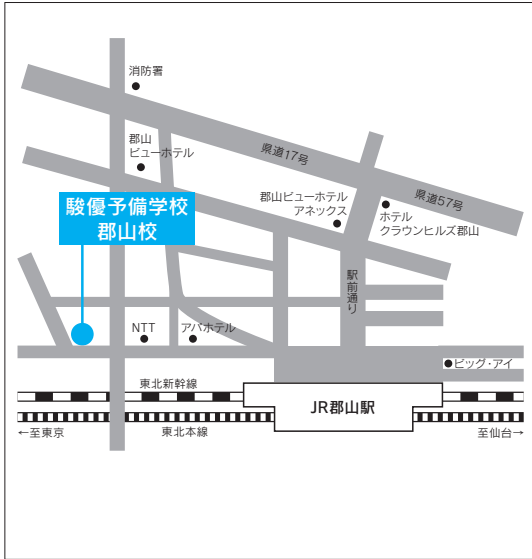 消防署
郡山
ビューホテル
県道17号
県道57号
郡山ビューホテル
アネックス
ホテル
クラウンヒルズ郡山
駿優予備学校
郡山校
駅前通り
NTT
アパホテル
ビッグ・アイ
東北新幹線
JR郡山駅
←至東京
東北本線
至仙台→